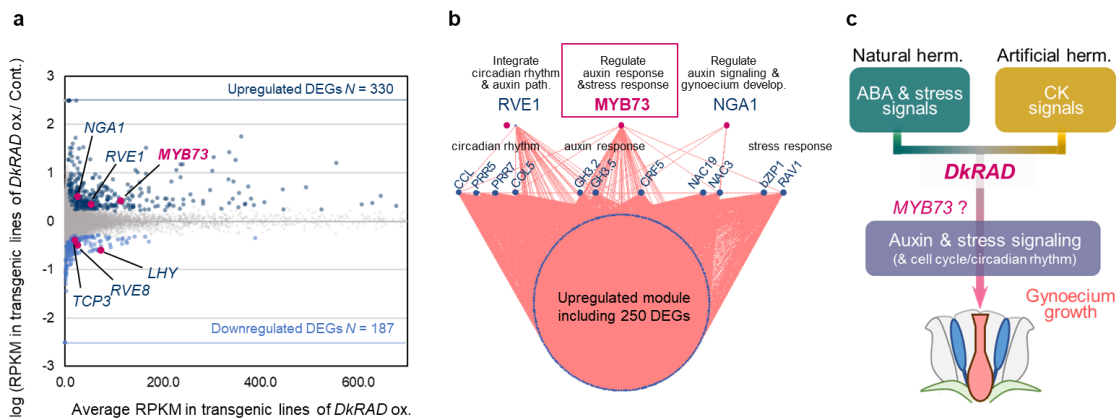 a
log (RPKM in transgenic lines of DkRAD ox./ Cont.)
3
2
1
0
-1
-2
-3
Upregulated DEGs N = 330
NGA1
RVE1
MYB73
LHY
RVE8
TCP3
Downregulated DEGs N = 187
0.0
200.0
400.0
600.0
Average RPKM in transgenic lines of DkRAD ox.
b
Integrate
circadian rhythm
& auxin path.
RVE1
Regulate
auxin response
&stress response
MYB73
Regulate
auxin signaling &
gynoecium develop.
NGA1
circadian rhythm
auxin response
stress response
CCL
PRR5
PRR7
COL5
GH3.2
GH3.5
CRF5
NAC19
NAC3
bZIP1
RAV1
Upregulated module
including 250 DEGs
c
Natural herm.
Artificial herm.
ABA & stress
signals
CK
signals
DkRAD
MYB73 ?
Auxin & stress signaling
(& cell cycle/circadian rhythm)
Gynoecium
growth